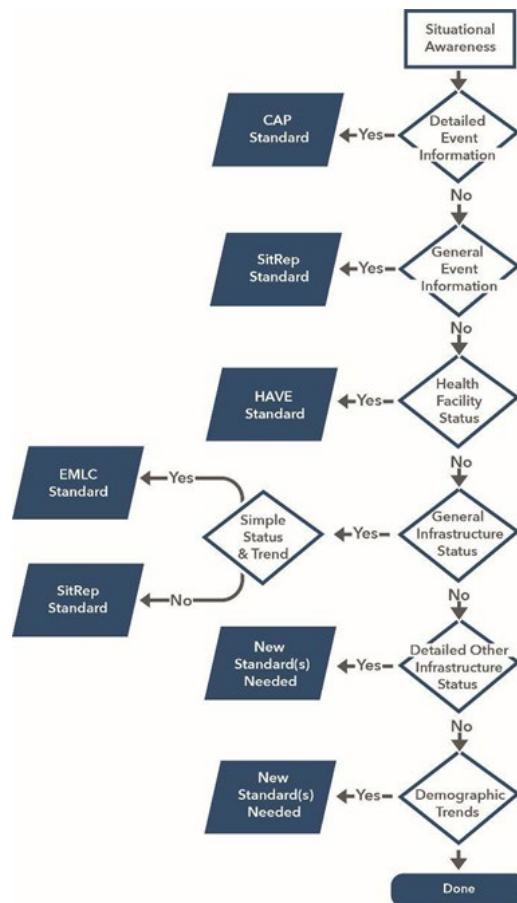 Situational
Awareness
CAP
Standard
Yes
Detailed
Event
Information
No
SitRep
Standard
Yes
General
Event
Information
No
HAVE
Standard
Yes
Health
Facility
Status
No
EMLC
Standard
Yes
Simple
Status
& Trend
Yes
General
Infrastructure
Status
SitRep
Standard
No
No
New
Standard(s)
Needed
Yes
Detailed Other
Infrastructure
Status
No
New
Standard(s)
Needed
Yes
Demographic
Trends
Done